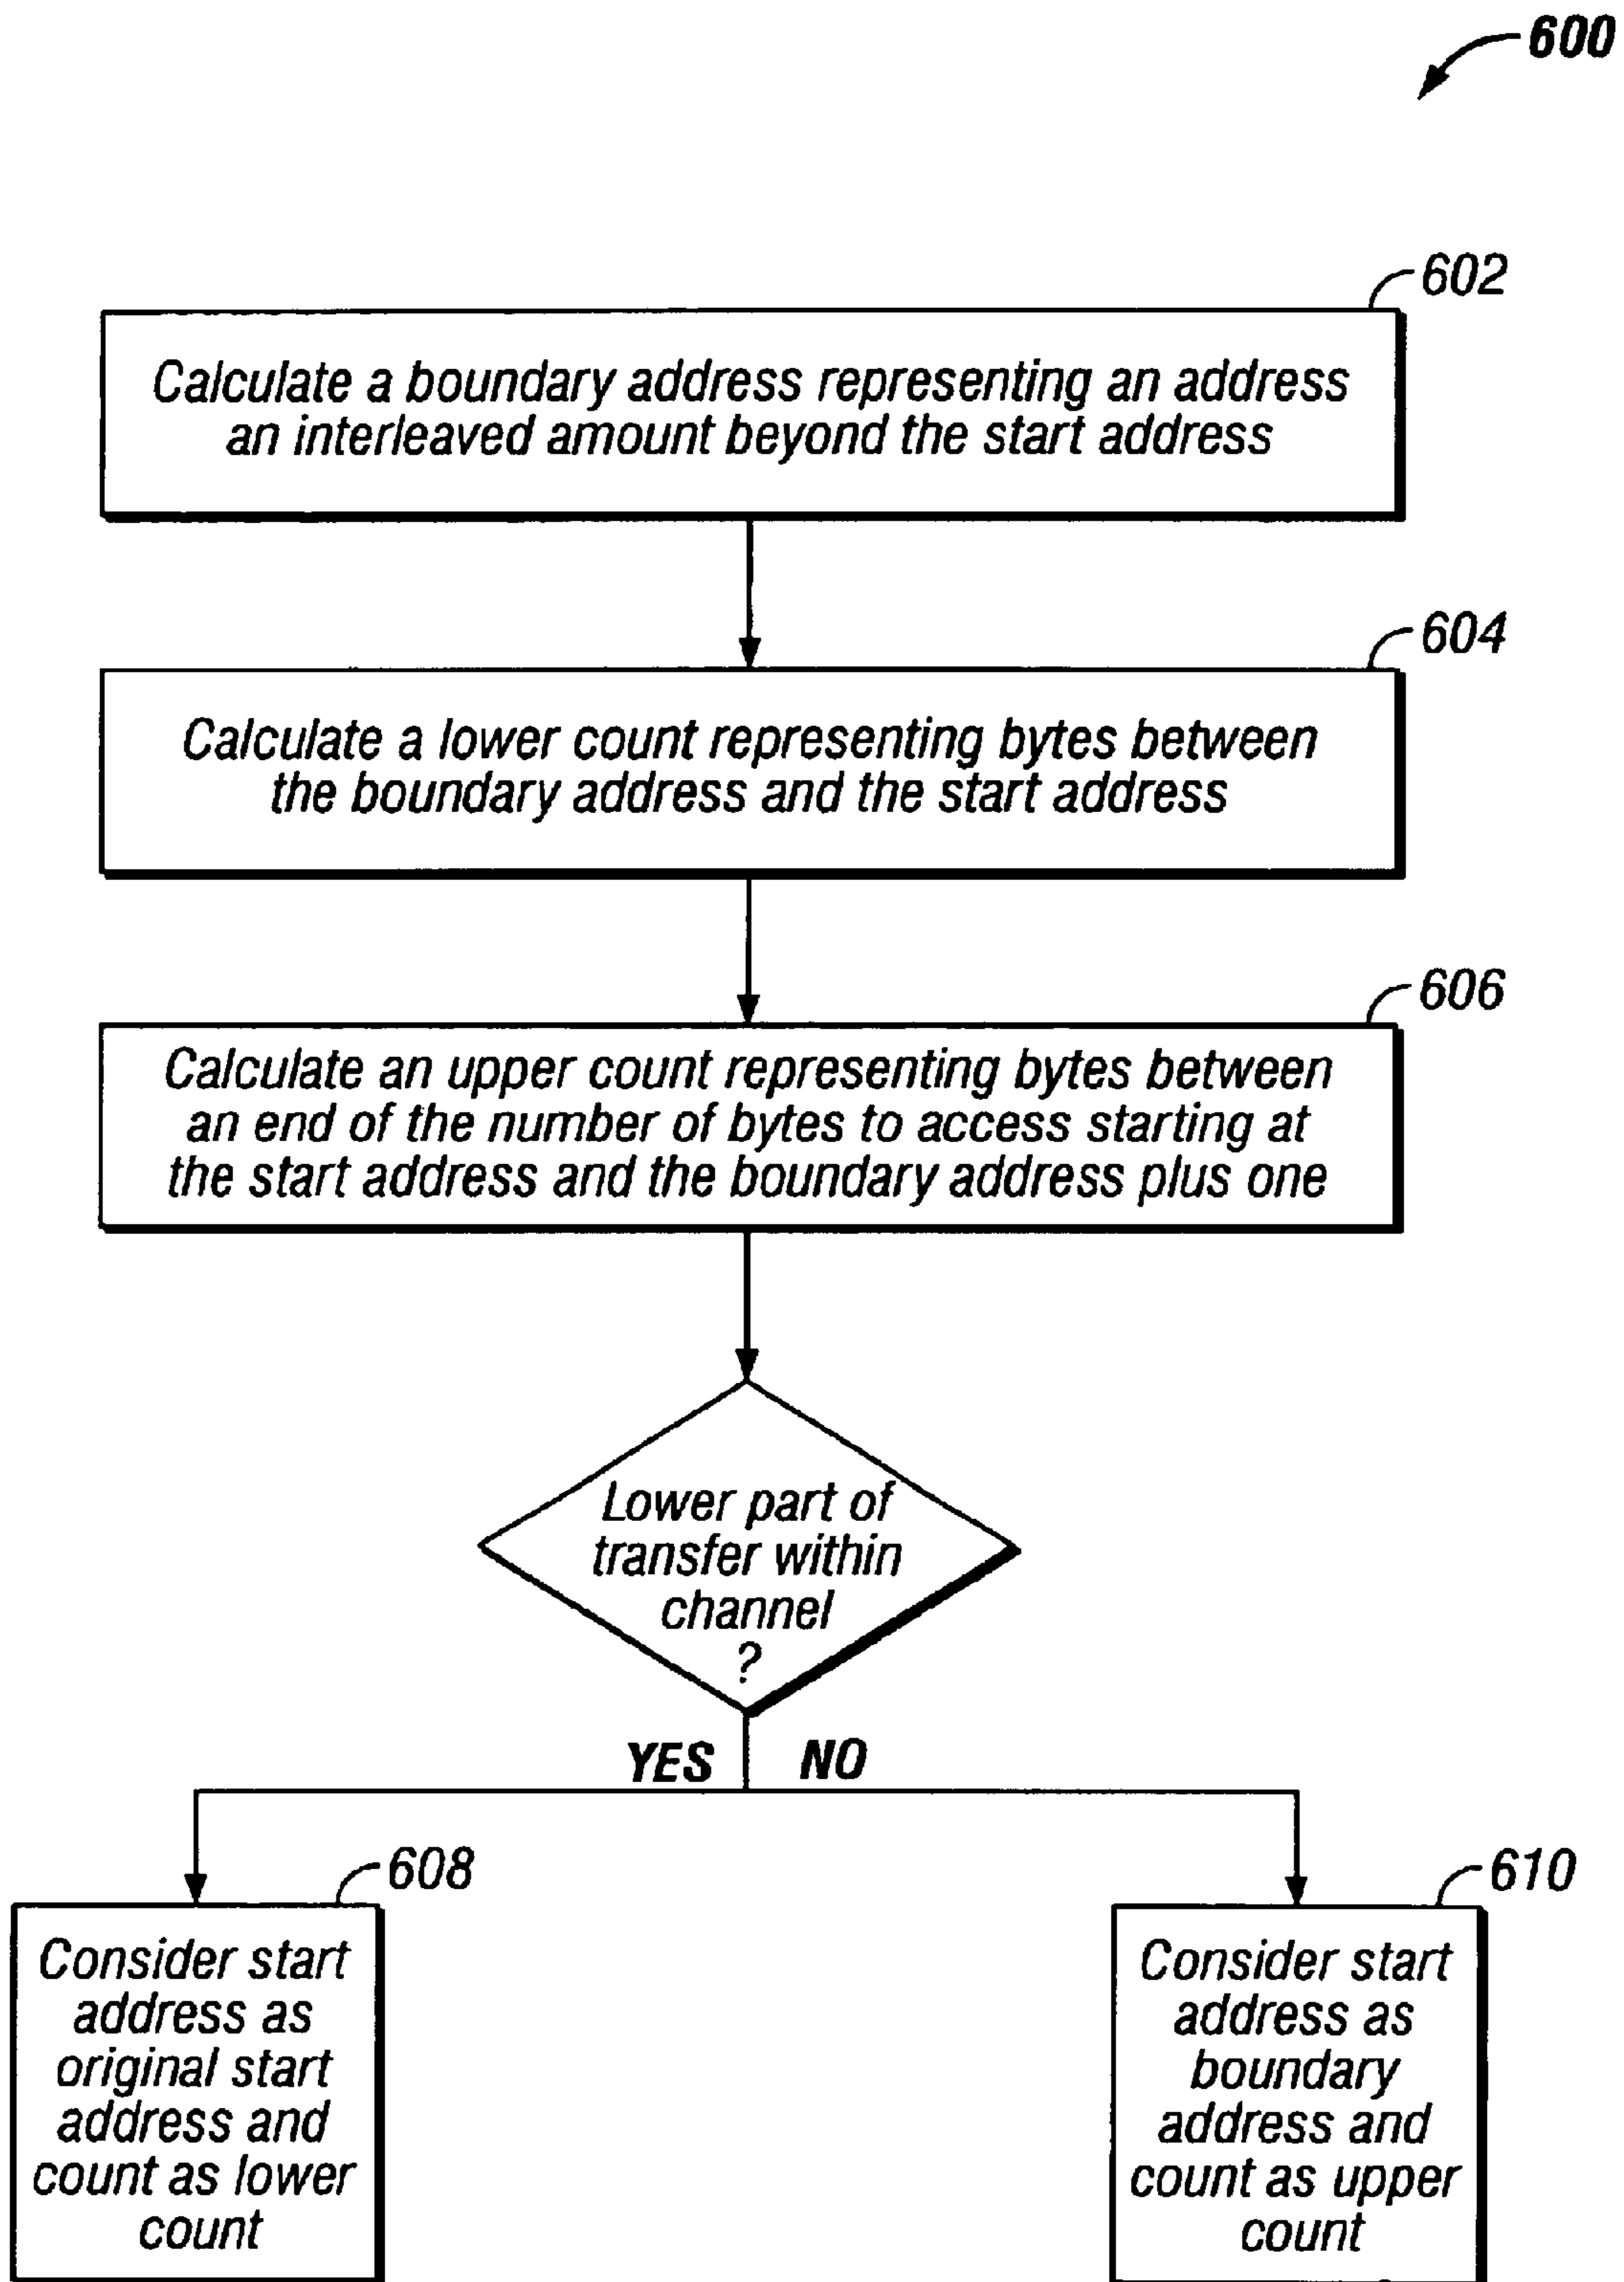 600
602
Calculate a boundary address representing an address
an interleaved amount beyond the start address
604
Calculate a lower count representing bytes between
the boundary address and the start address
606
Calculate an upper count representing bytes between
an end of the number of bytes to access starting at
the start address and the boundary address plus one
Lower part of
transfer within
channel
?
YES NO
608
Consider start
address as
original start
address and
count as lower
count
610
Consider start
address as
boundary
address and
count as upper
count